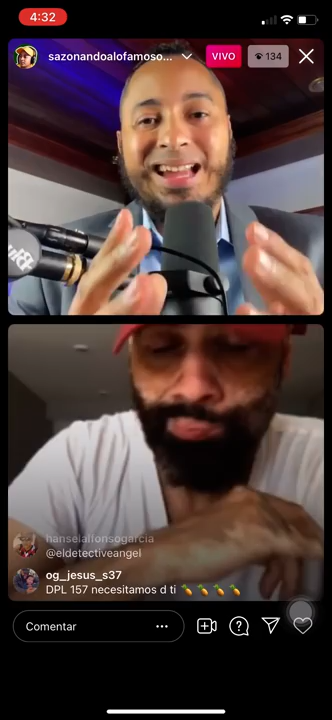 4:32
sazonandoalofamoso...
VIVO
134
hanselalfonsogarcia
@eldetectiveangel
og_jesus_s37
DPL 157 necesitamos d ti 🍍🍍🍍🍍
Comentar